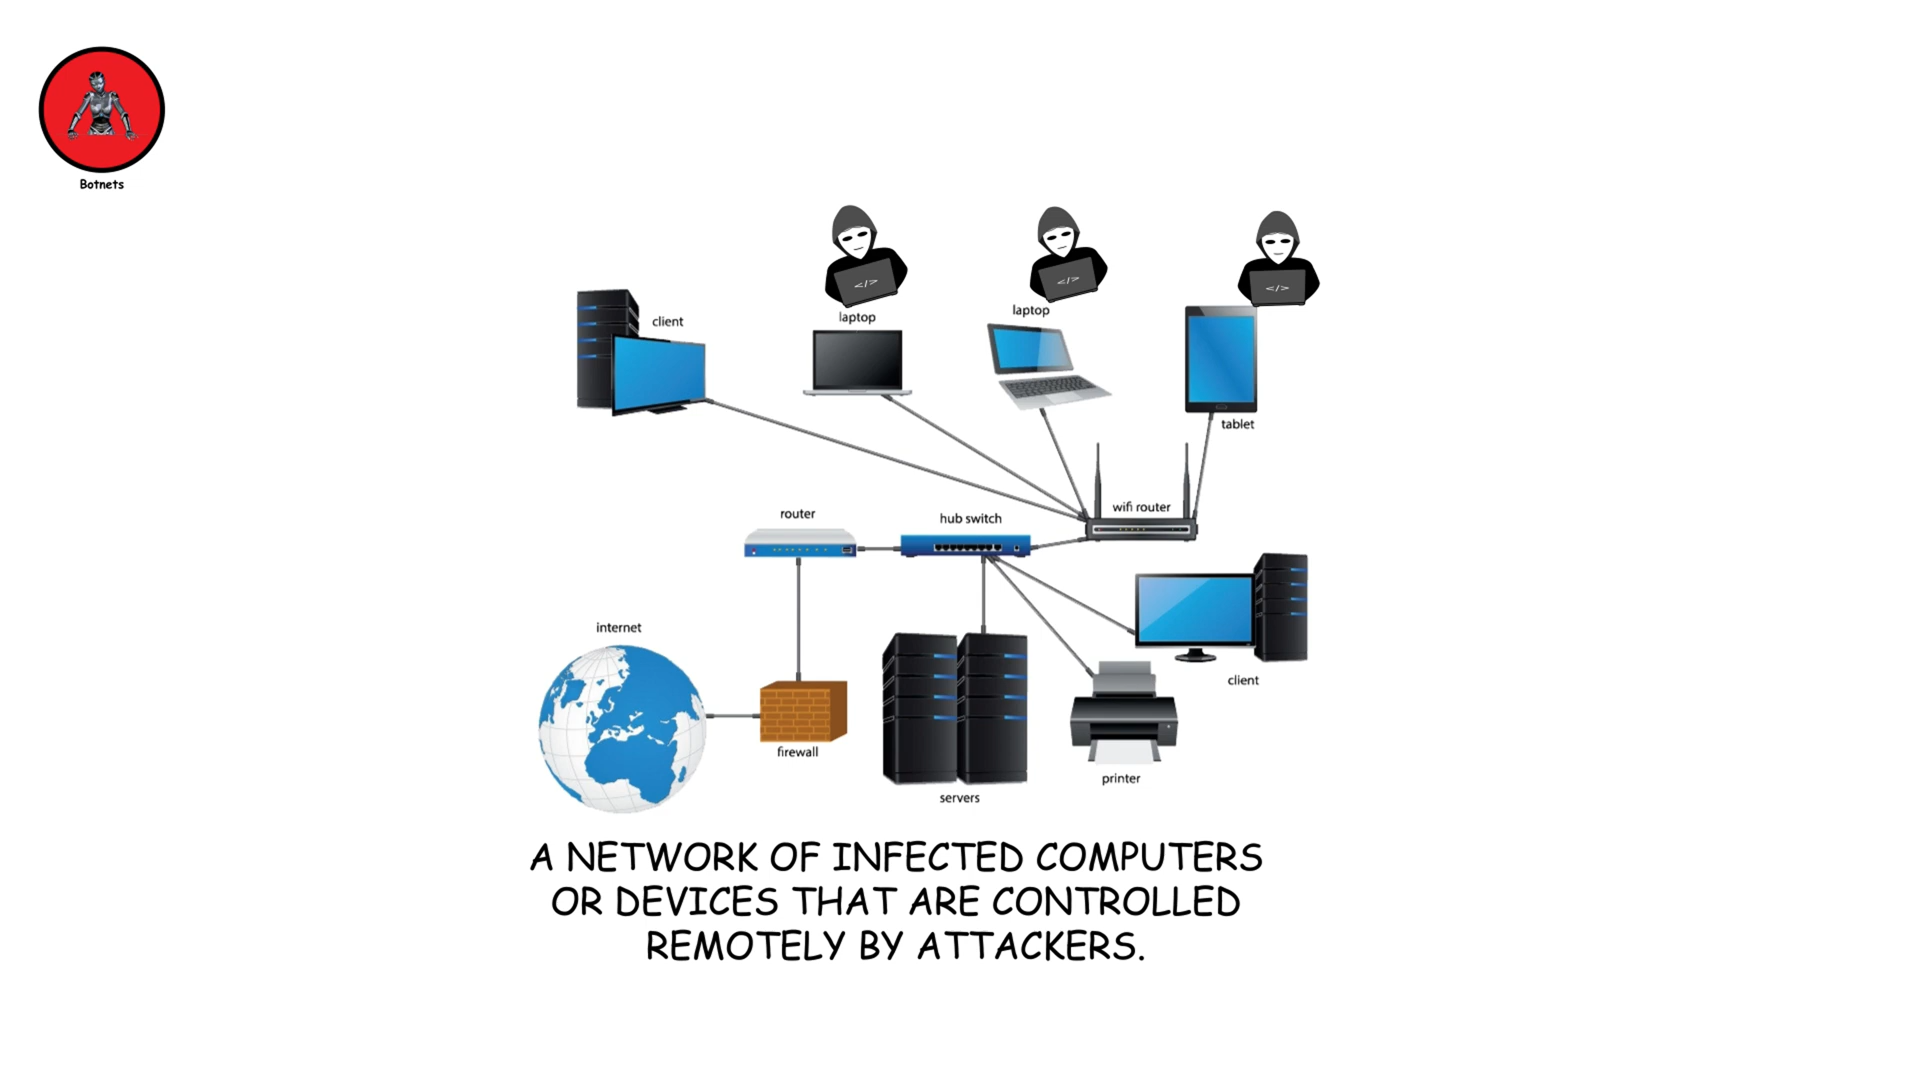 Botnets
client
laptop
laptop
tablet
wifi router
router
hub switch
internet
firewall
servers
printer
client
</>
</>
</>
A NETWORK OF INFECTED COMPUTERS
OR DEVICES THAT ARE CONTROLLED
REMOTELY BY ATTACKERS.